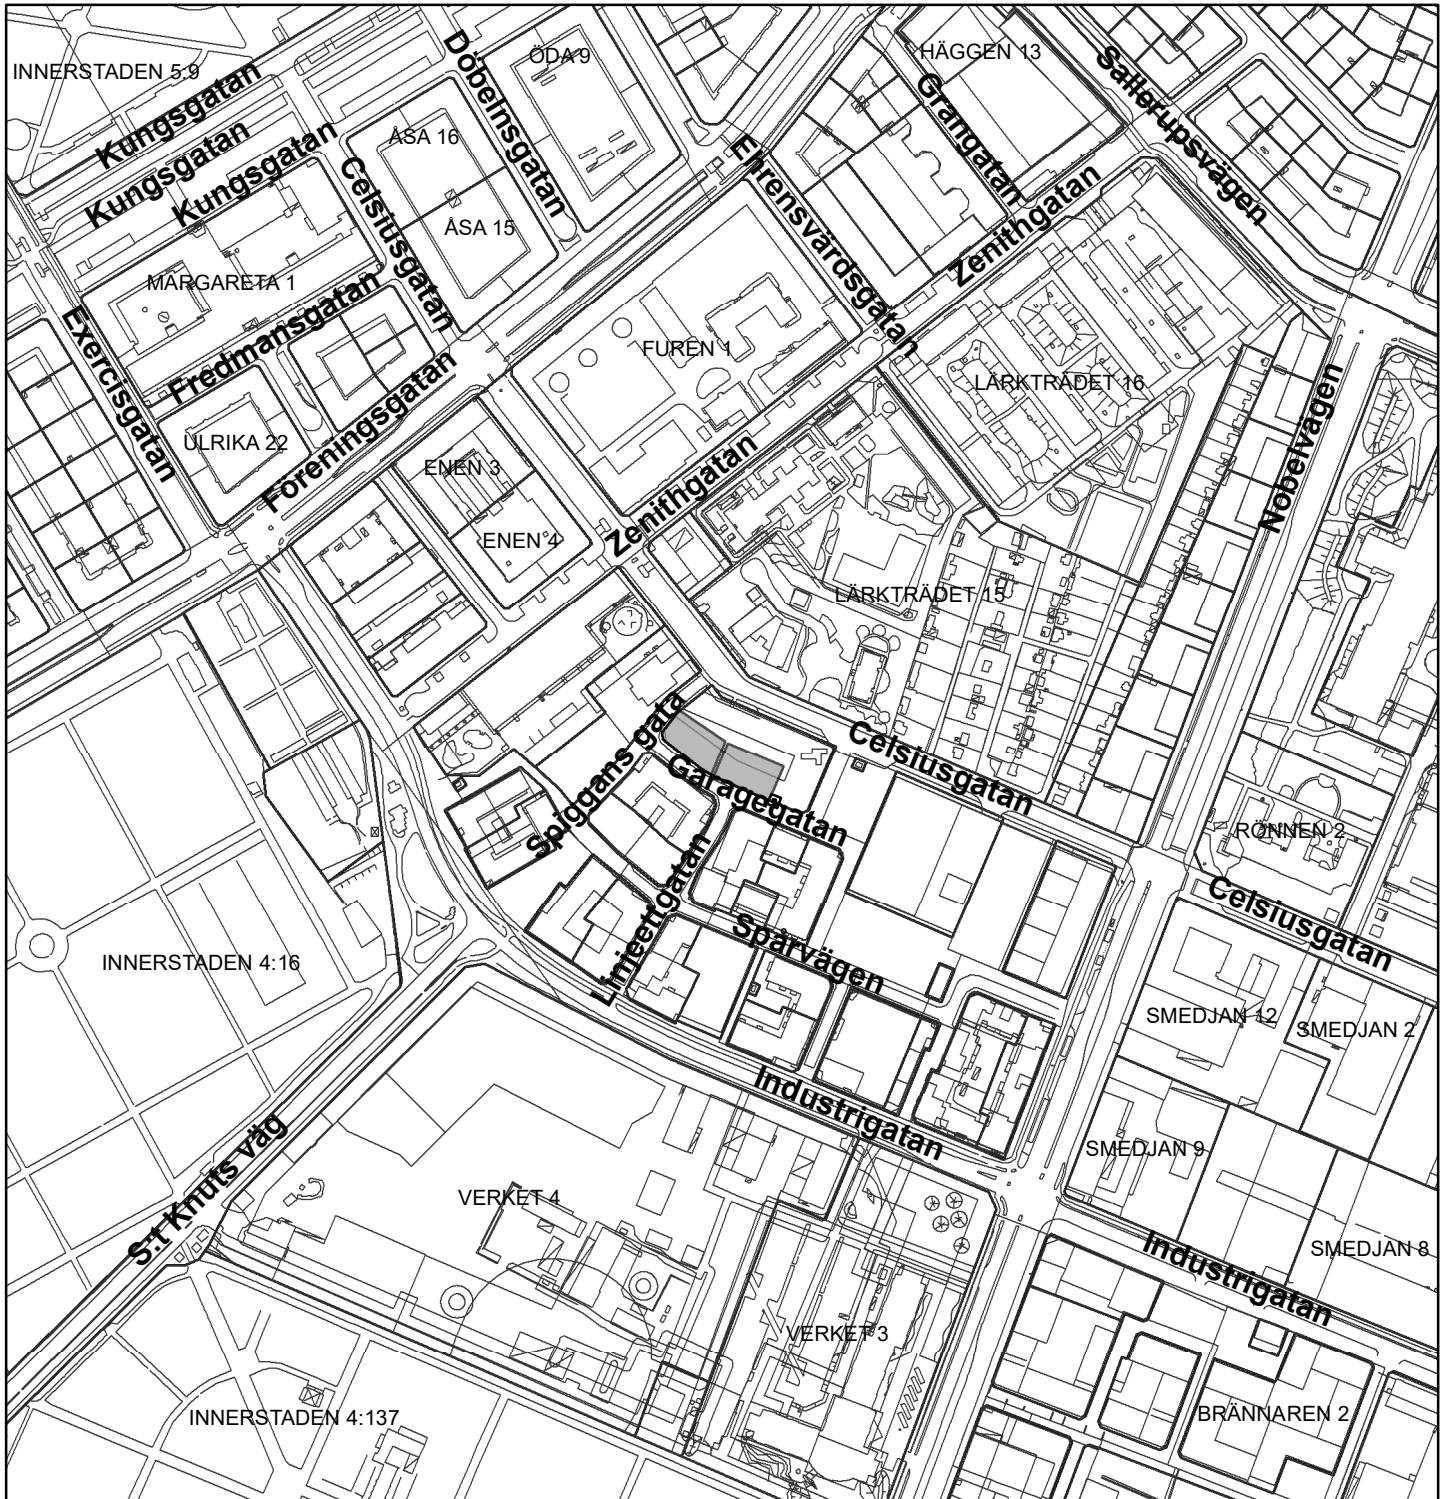 INNERSTADEN 5:9
Kungsgatan
Kungsgatan
Kungsgatan
Döbelnsgatan
ÖDA 9
HÄGGEN 13
Sallerupsvägen
Grangatan
ÅSA 16
ÅSA 15
Celsiusgatan
Ehrensvärdsgatan
Zenithgatan
MARGARETA 1
Fredmansgatan
Exercisgatan
FUREN 1
LÄRKTRÄDET 16
ULRIKA 22
Föreningsgatan
ENEN 3
ENEN 4
Zenithgatan
Nobelvägen
LÄRKTRÄDET 15
Spiggans gata
Garagegatan
Celsiusgatan
RÖNNEN 2
Linjeettgatan
Spårvägen
Celsiusgatan
INNERSTADEN 4:16
SMEDJAN 12
SMEDJAN 2
Industrigatan
SMEDJAN 9
S:t Knuts väg
VERKET 4
SMEDJAN 8
Industrigatan
VERKET 3
INNERSTADEN 4:137
BRÄNNAREN 2